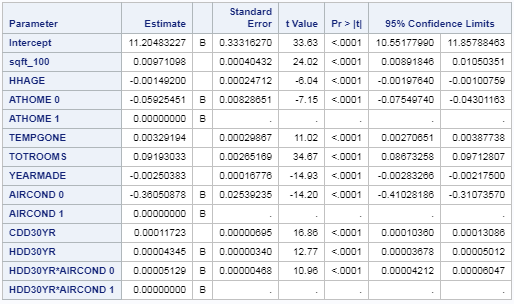 Parameter Estimate Standard Error t Value Pr > |t| 95% Confidence Limits
Intercept 11.20483227 B 0.33316270 33.63 <.0001 10.55177990 11.85788463
sqft_100 0.00971098 0.00040432 24.02 <.0001 0.00891846 0.01050351
HHAGE -0.00149200 0.00024712 -6.04 <.0001 -0.00197640 -0.00100759
ATHOME 0 -0.05925451 B 0.00828651 -7.15 <.0001 -0.07549740 -0.04301163
ATHOME 1 0.00000000 B . . . . .
TEMPGONE 0.00329194 0.00029867 11.02 <.0001 0.00270651 0.00387738
TOTROOMS 0.09193033 0.00265169 34.67 <.0001 0.08673258 0.09712807
YEARMADE -0.00250383 0.00016776 -14.93 <.0001 -0.00283266 -0.00217500
AIRCOND 0 -0.36050878 B 0.02539235 -14.20 <.0001 -0.41028186 -0.31073570
AIRCOND 1 0.00000000 B . . . . .
CDD30YR 0.00011723 0.00000695 16.86 <.0001 0.00010360 0.00013086
HDD30YR 0.00004345 B 0.00000340 12.77 <.0001 0.00003678 0.00005012
HDD30YR*AIRCOND 0 0.00005129 B 0.00000468 10.96 <.0001 0.00004212 0.00006047
HDD30YR*AIRCOND 1 0.00000000 B . . . . .